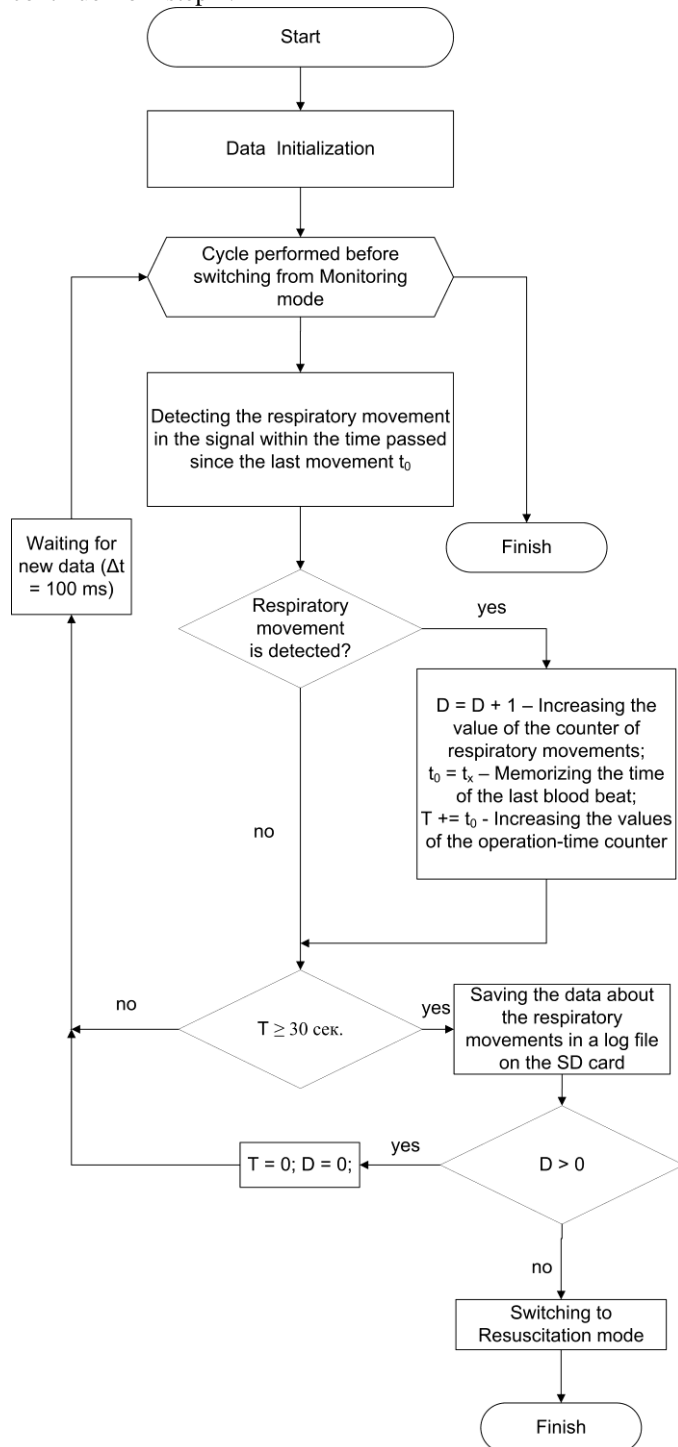 Start
Data Initialization
Cycle performed before
switching from Monitoring
mode
Detecting the respiratory movement
in the signal within the time passed
since the last movement t₀
Waiting for
new data (Δt
= 100 ms)
Finish
Respiratory
movement
is detected?
yes
D = D + 1 – Increasing the
value of the counter of
respiratory movements;
t₀ = tₓ – Memorizing the time
of the last blood beat;
T += t₀ - Increasing the values
of the operation-time counter
no
no
T ≥ 30 сек.
yes
Saving the data about
the respiratory
movements in a log file
on the SD card
T = 0; D = 0;
yes
D > 0
no
Switching to
Resuscitation mode
Finish